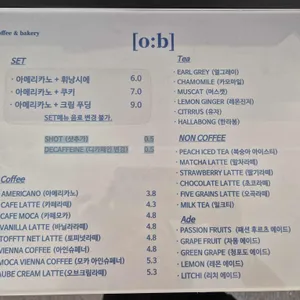 offee & bakery
[o:b]
SET
· 아메리카노 + 휘낭시에 6.0
· 아메리카노 + 쿠키 7.0
· 아메리카노 + 크림 푸딩 9.0
SET메뉴 음료 변경 불가.
SHOT (샷추가) 0.5
DECAFFEINE (디카페인 변경) 0.5
Coffee
AMERICANO (아메리카노) 3.8
CAFE LATTE (카페라떼) 4.3
CAFE MOCA (카페모카) 4.8
VANILLA LATTE (바닐라라떼) 4.8
TOFFTT NET LATTE (토피넛라떼) 4.8
VIENNA COFFEE (아인슈페너) 4.8
MOCA VIENNA COFFEE (모카 아인슈페너) 5.3
UBE CREAM LATTE (오브크림라떼) 5.3
Tea
· EARL GREY (얼그레이)
· CHAMOMILE (카모마일)
· MUSCAT (머스캣)
· LEMON GINGER (레몬진저)
· CITRRUS (유자)
· HALLABONG (한라봉)
NON COFFEE
· PEACH ICED TEA (복숭아 아이스티)
· MATCHA LATTE (말차라떼)
· STRAWBERRY LATTE (딸기라떼)
· CHOCOLATE LATTE (초코라떼)
· FIVE GRAINS LATTE (오곡라떼)
· MILK TEA (밀크티)
Ade
· PASSION FRUITS (패션 후르츠 에이드)
· GRAPE FRUIT (자몽 에이드)
· GREEN GRAPE (청포도 에이드)
· LEMON (레몬 에이드)
· LITCHI (리치 에이드)